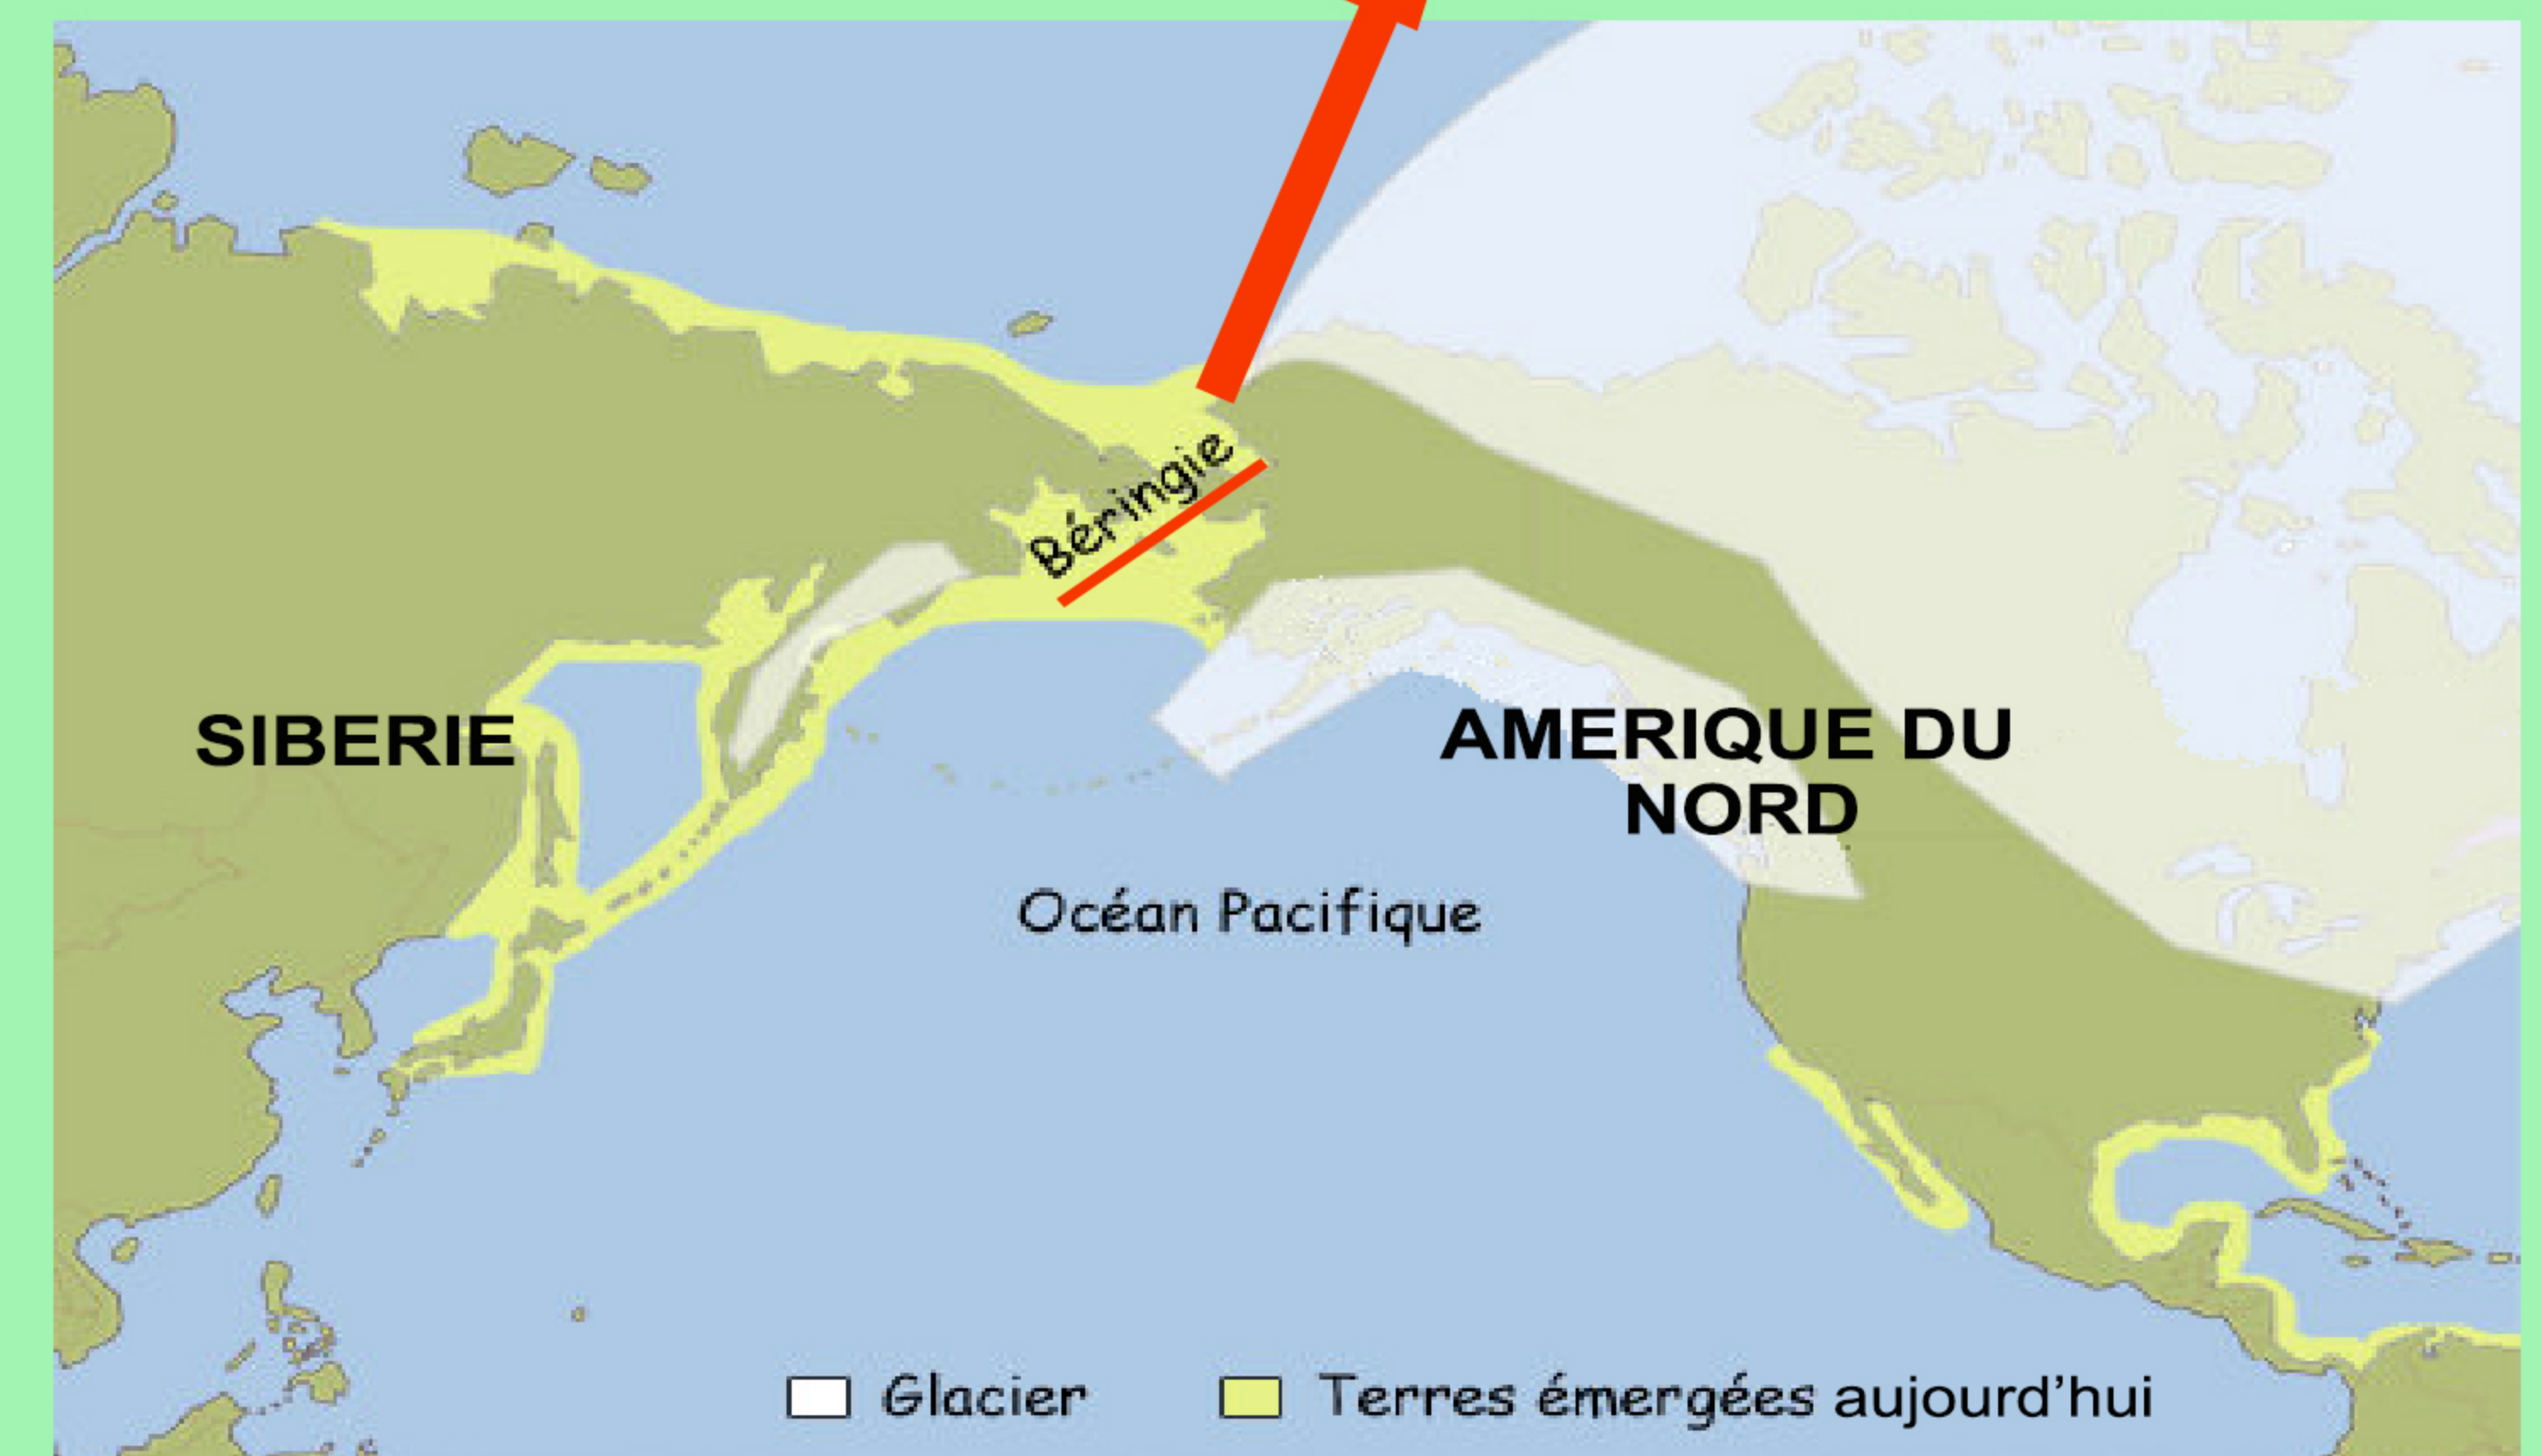 Béringie
SIBERIE
AMERIQUE DU
NORD
Océan Pacifique
Glacier
Terres émergées aujourd'hui